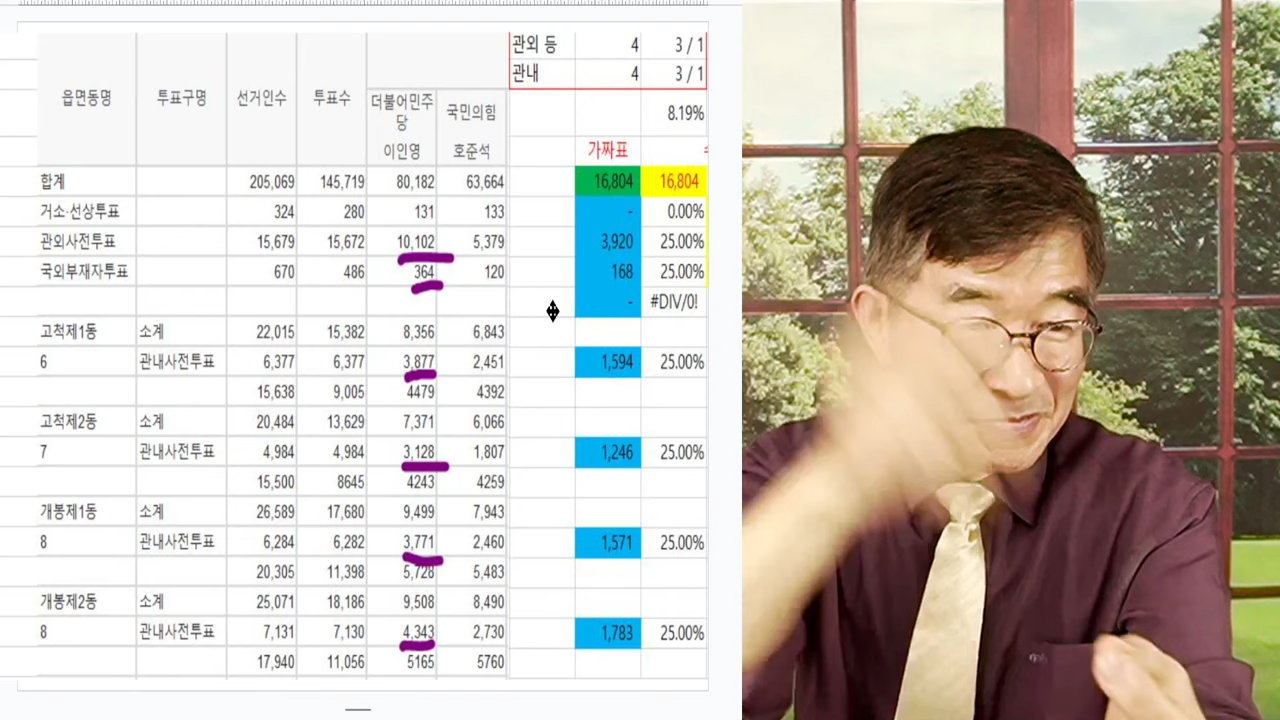 관외 등 4 3 / 1
관내 4 3 / 1
읍면동명 투표구명 선거인수 투표수 더불어민주당 이인영 국민의힘 호준석 8.19%
가짜표
합계 205,069 145,719 80,182 63,664 16,804 16,804
거소·선상투표 324 280 131 133 - 0.00%
관외사전투표 15,679 15,672 10,102 5,379 3,920 25.00%
국외부재자투표 670 486 364 120 168 25.00%
- #DIV/0!
고척제1동 소계 22,015 15,382 8,356 6,843
6 관내사전투표 6,377 6,377 3,877 2,451 1,594 25.00%
15,638 9,005 4479 4392
고척제2동 소계 20,484 13,629 7,371 6,066
7 관내사전투표 4,984 4,984 3,128 1,807 1,246 25.00%
15,500 8645 4243 4259
개봉제1동 소계 26,589 17,680 9,499 7,943
8 관내사전투표 6,284 6,282 3,771 2,460 1,571 25.00%
20,305 11,398 5,728 5,483
개봉제2동 소계 25,071 18,186 9,508 8,490
8 관내사전투표 7,131 7,130 4,343 2,730 1,783 25.00%
17,940 11,056 5165 5760